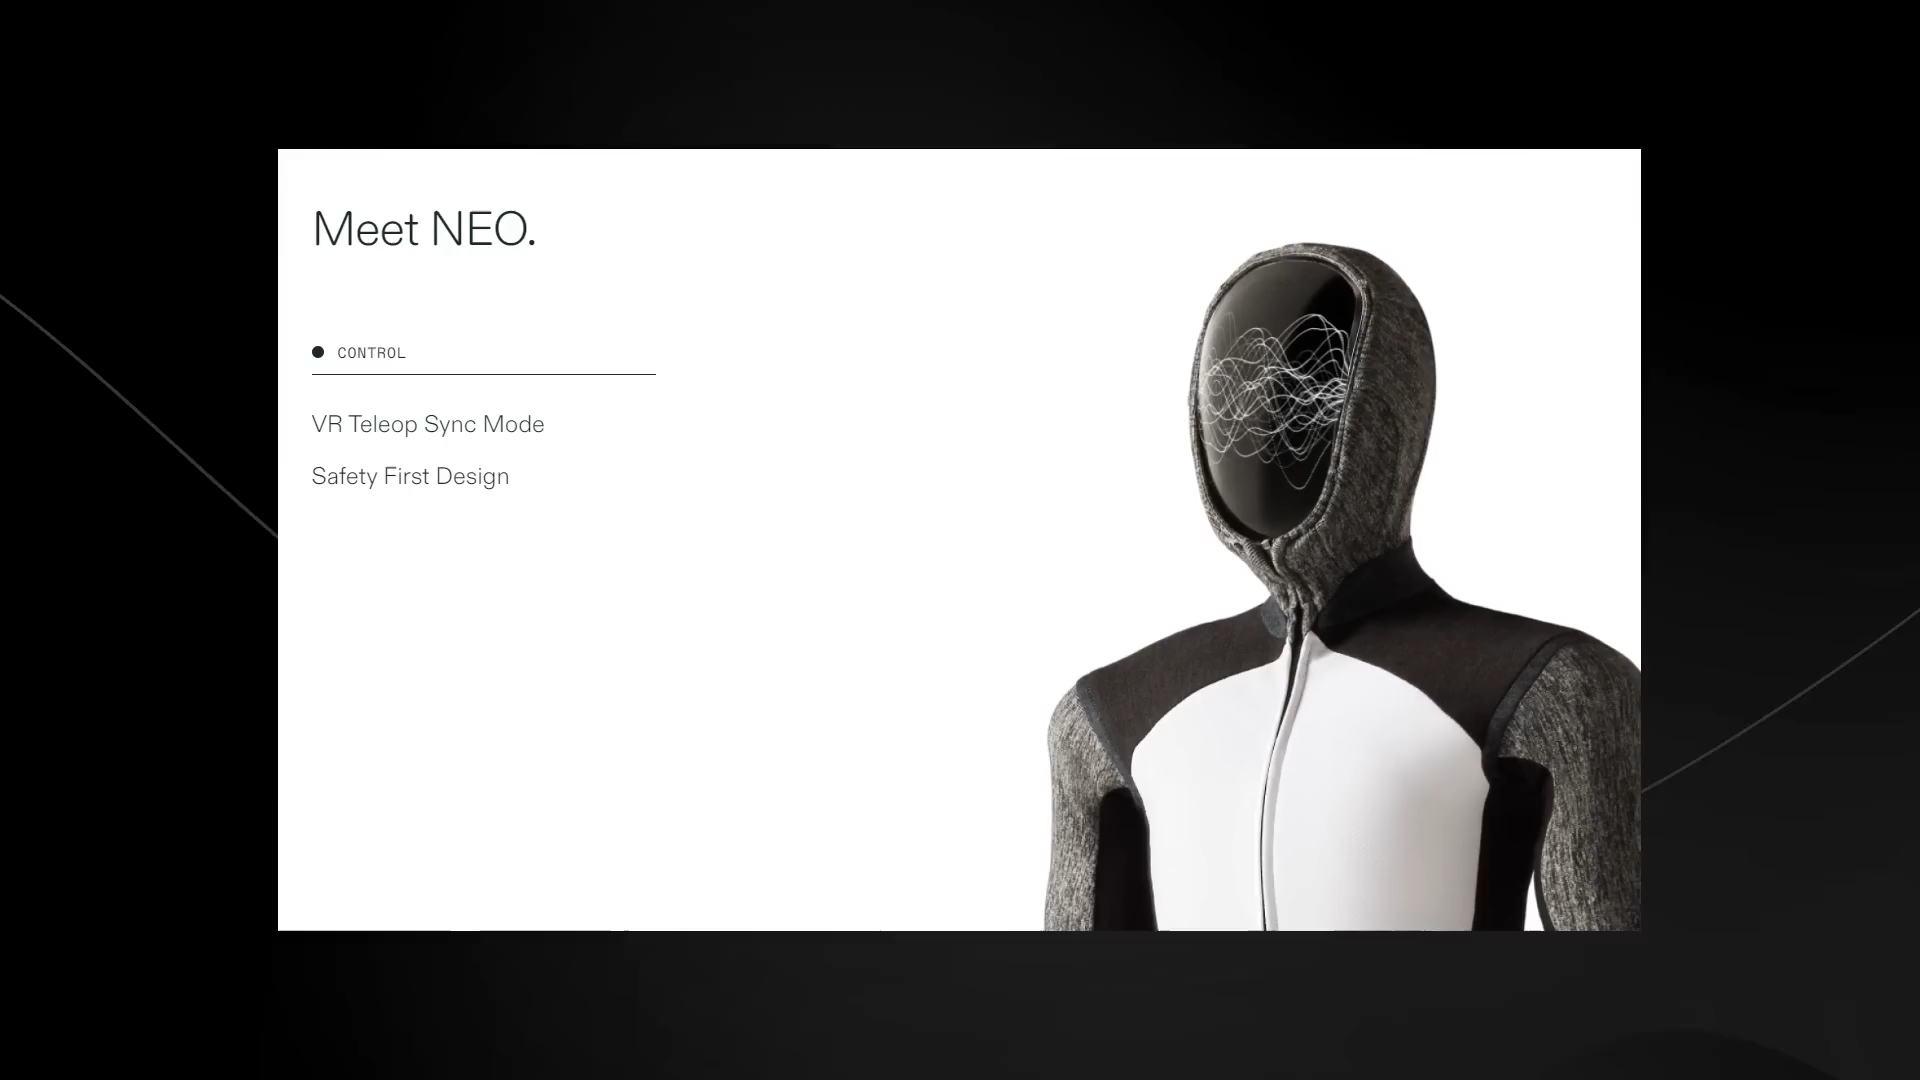 Meet NEO.
CONTROL
VR Teleop Sync Mode
Safety First Design